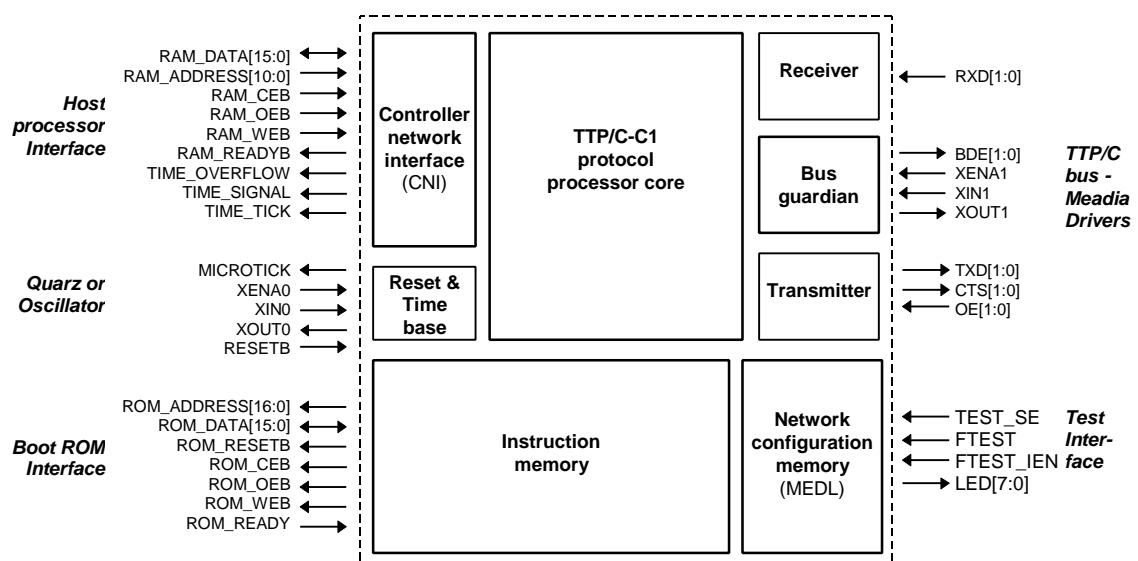 Host
processor
Interface
RAM_DATA[15:0]
RAM_ADDRESS[10:0]
RAM_CEB
RAM_OEB
RAM_WEB
RAM_READYB
TIME_OVERFLOW
TIME_SIGNAL
TIME_TICK
Quarz or
Oscillator
MICROTICK
XENA0
XIN0
XOUT0
RESETB
Boot ROM
Interface
ROM_ADDRESS[16:0]
ROM_DATA[15:0]
ROM_RESETB
ROM_CEB
ROM_OEB
ROM_WEB
ROM_READY
Controller
network
interface
(CNI)
Reset &
Time
base
TTP/C-C1
protocol
processor core
Receiver
Bus
guardian
Transmitter
Instruction
memory
Network
configuration
memory
(MEDL)
RXD[1:0]
BDE[1:0]
XENA1
XIN1
XOUT1
TXD[1:0]
CTS[1:0]
OE[1:0]
TTP/C
bus -
Meadia
Drivers
TEST_SE
FTEST
FTEST_IEN
LED[7:0]
Test
Inter-
face